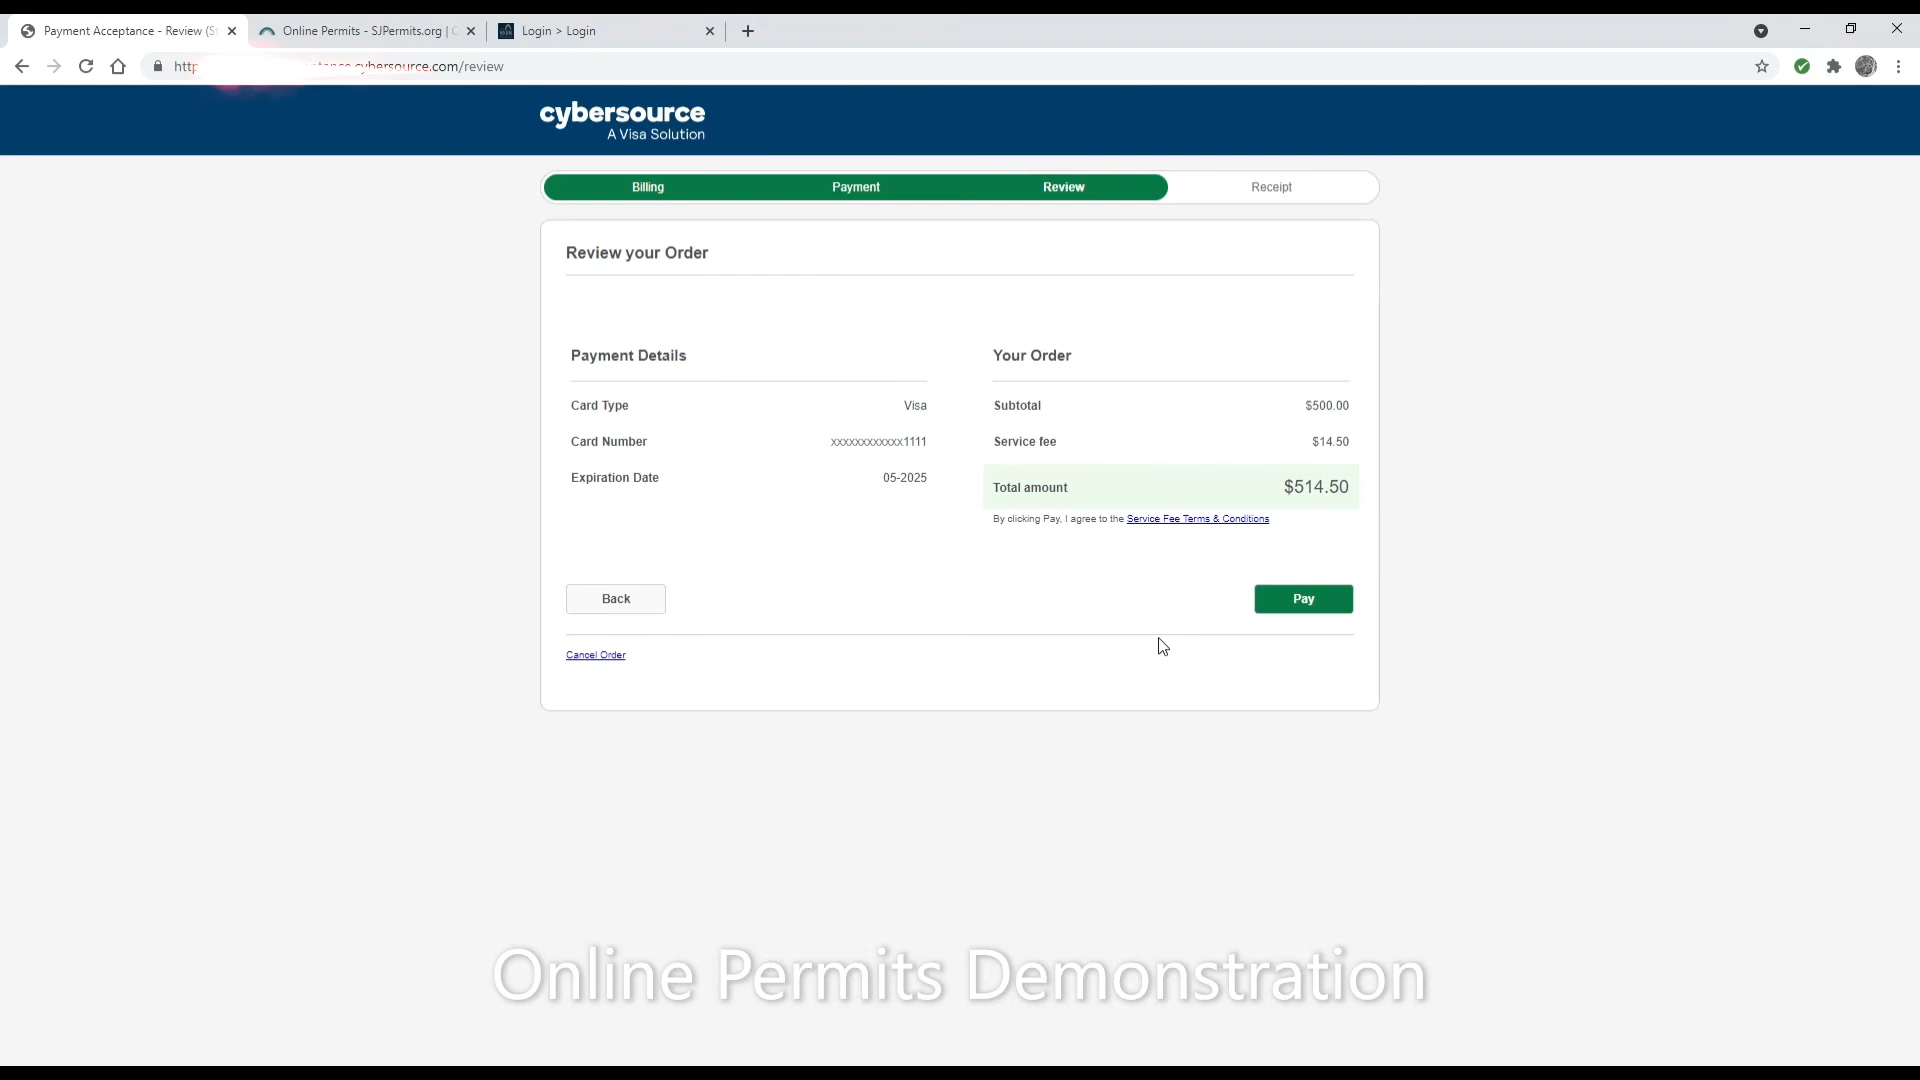 Payment Acceptance - Review (S
Online Permits - SJPermits.org | C
Login > Login
http
cybersource.com/review
cybersource
A Visa Solution
Billing
Payment
Review
Receipt
Review your Order
Payment Details
Card Type
Visa
Card Number
xxxxxxxxxxxx1111
Expiration Date
05-2025
Your Order
Subtotal
$500.00
Service fee
$14.50
Total amount
$514.50
By clicking Pay, I agree to the Service Fee Terms & Conditions
Back
Pay
Cancel Order
Online Permits Demonstration